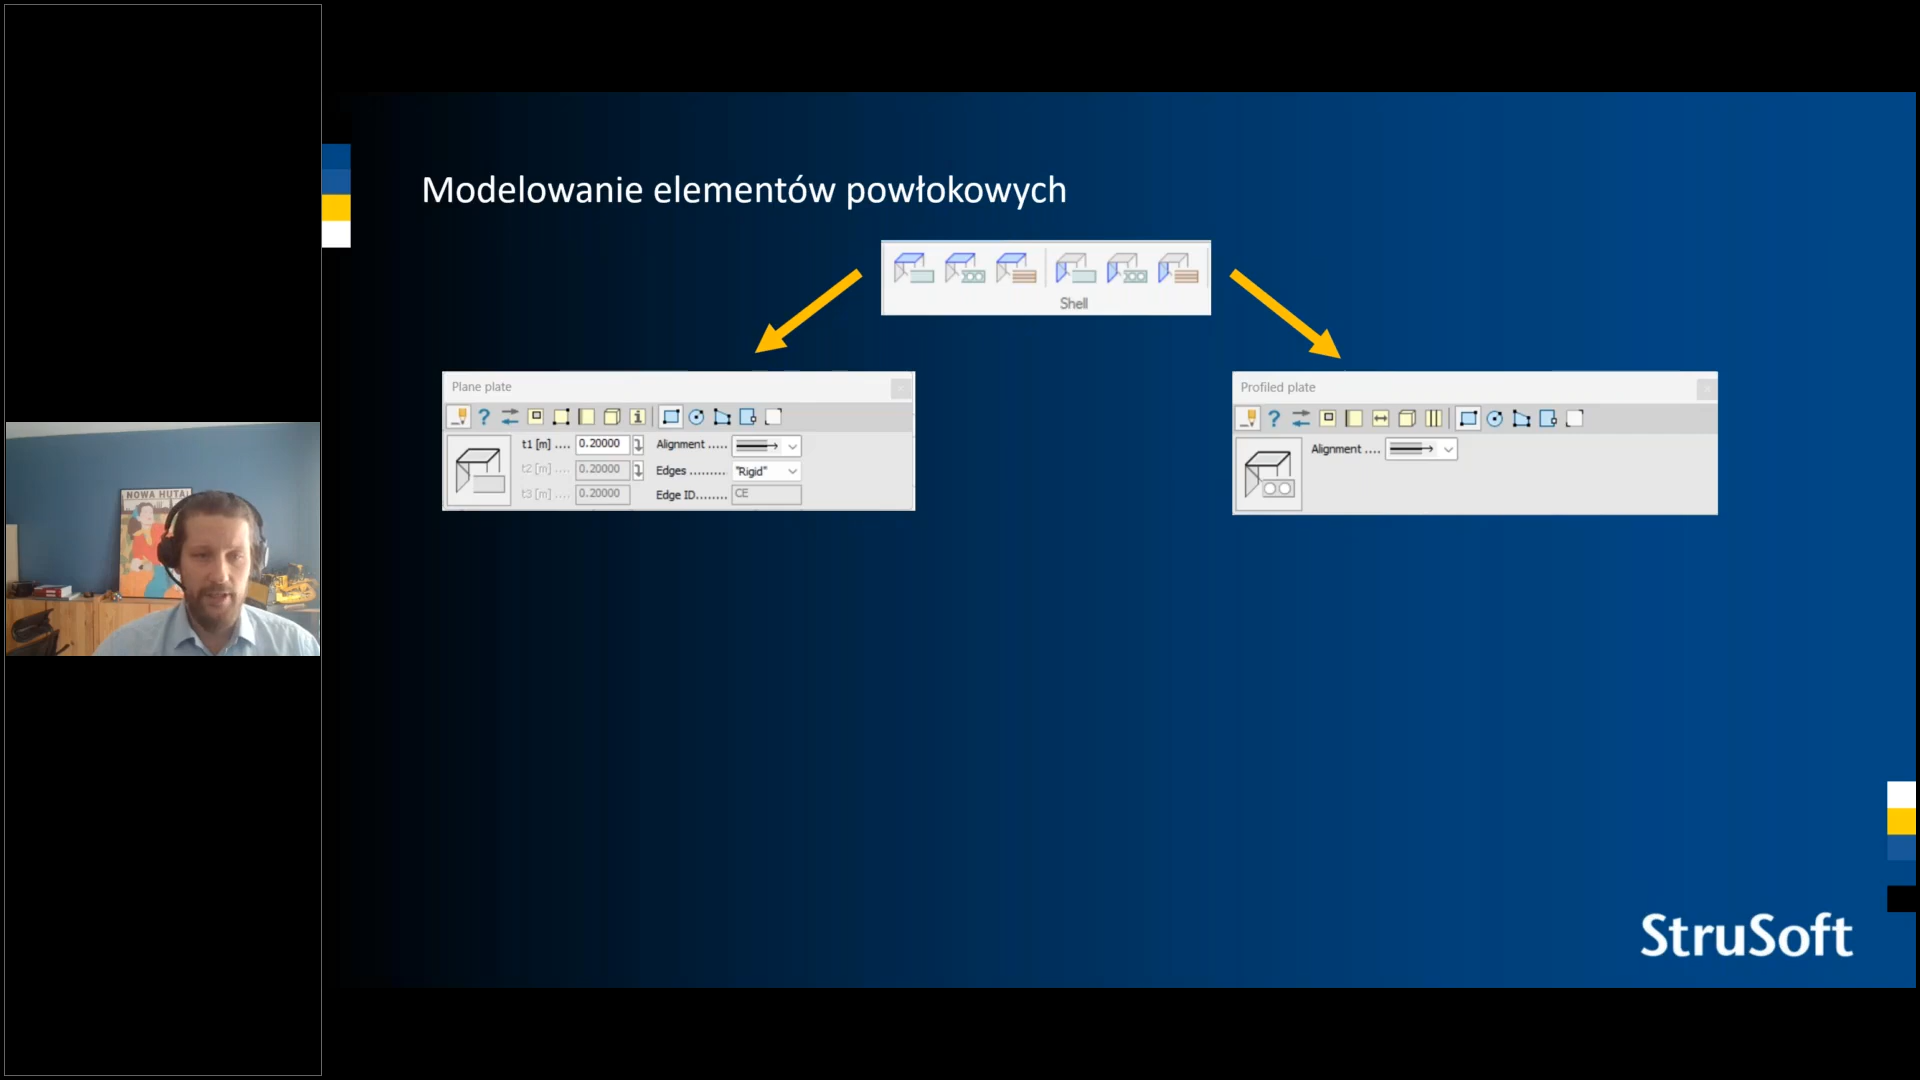 Modelowanie elementów powłokowych
Shell
Plane plate
t1 [m] .... 0.20000 Alignment .....
t2 [m] .... 0.20000 Edges ......... "Rigid"
t3 [m] .... 0.20000 Edge ID........ CE
Profiled plate
Alignment ....
NOWA HUTA
StruSoft